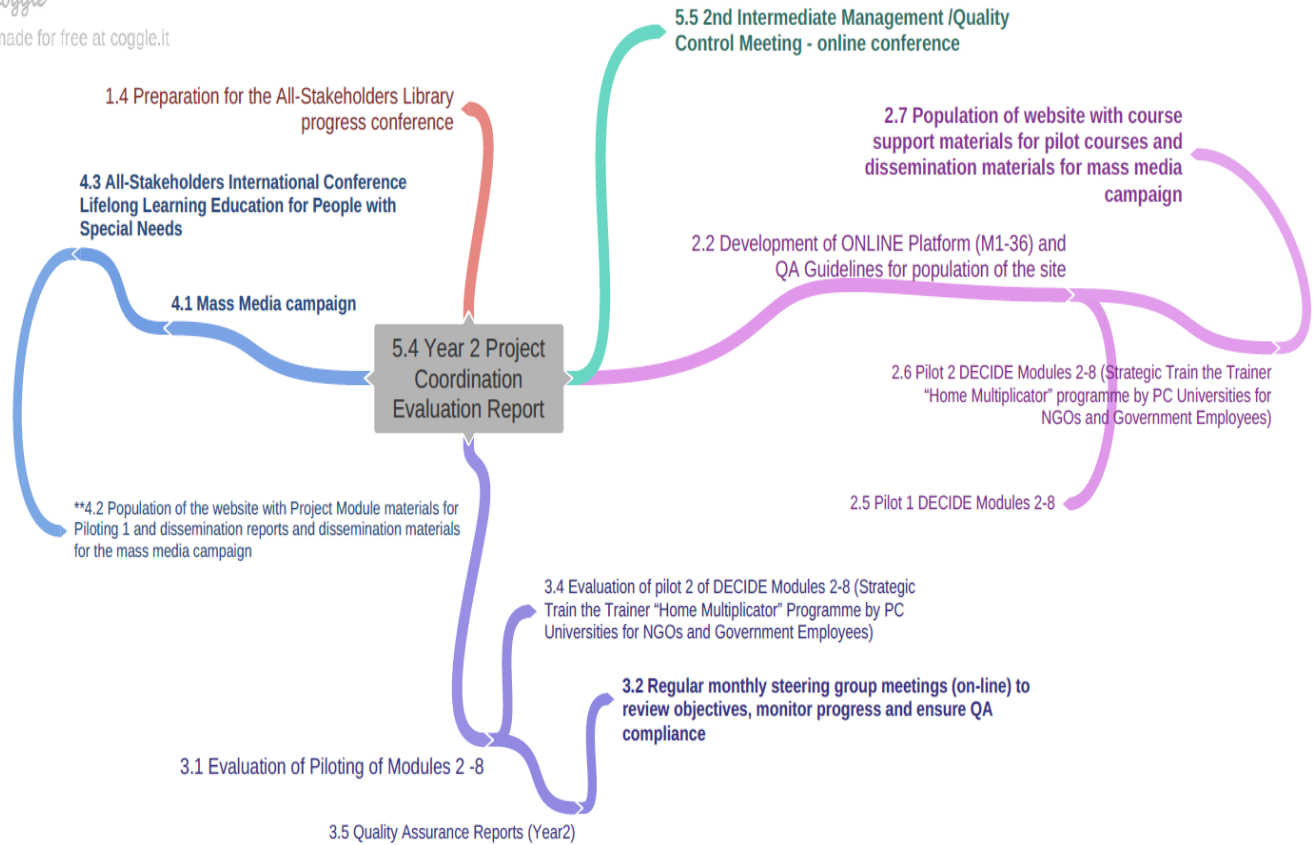 coggle
made for free at coggle.it
5.5 2nd Intermediate Management /Quality
Control Meeting - online conference
1.4 Preparation for the All-Stakeholders Library
progress conference
2.7 Population of website with course
support materials for pilot courses and
dissemination materials for mass media
campaign
4.3 All-Stakeholders International Conference
Lifelong Learning Education for People with
Special Needs
2.2 Development of ONLINE Platform (M1-36) and
QA Guidelines for population of the site
4.1 Mass Media campaign
5.4 Year 2 Project
Coordination
Evaluation Report
2.6 Pilot 2 DECIDE Modules 2-8 (Strategic Train the Trainer
“Home Multiplicator” programme by PC Universities for
NGOs and Government Employees)
2.5 Pilot 1 DECIDE Modules 2-8
**4.2 Population of the website with Project Module materials for
Piloting 1 and dissemination reports and dissemination materials
for the mass media campaign
3.4 Evaluation of pilot 2 of DECIDE Modules 2-8 (Strategic
Train the Trainer “Home Multiplicator” Programme by PC
Universities for NGOs and Government Employees)
3.2 Regular monthly steering group meetings (on-line) to
review objectives, monitor progress and ensure QA
compliance
3.1 Evaluation of Piloting of Modules 2 -8
3.5 Quality Assurance Reports (Year2)